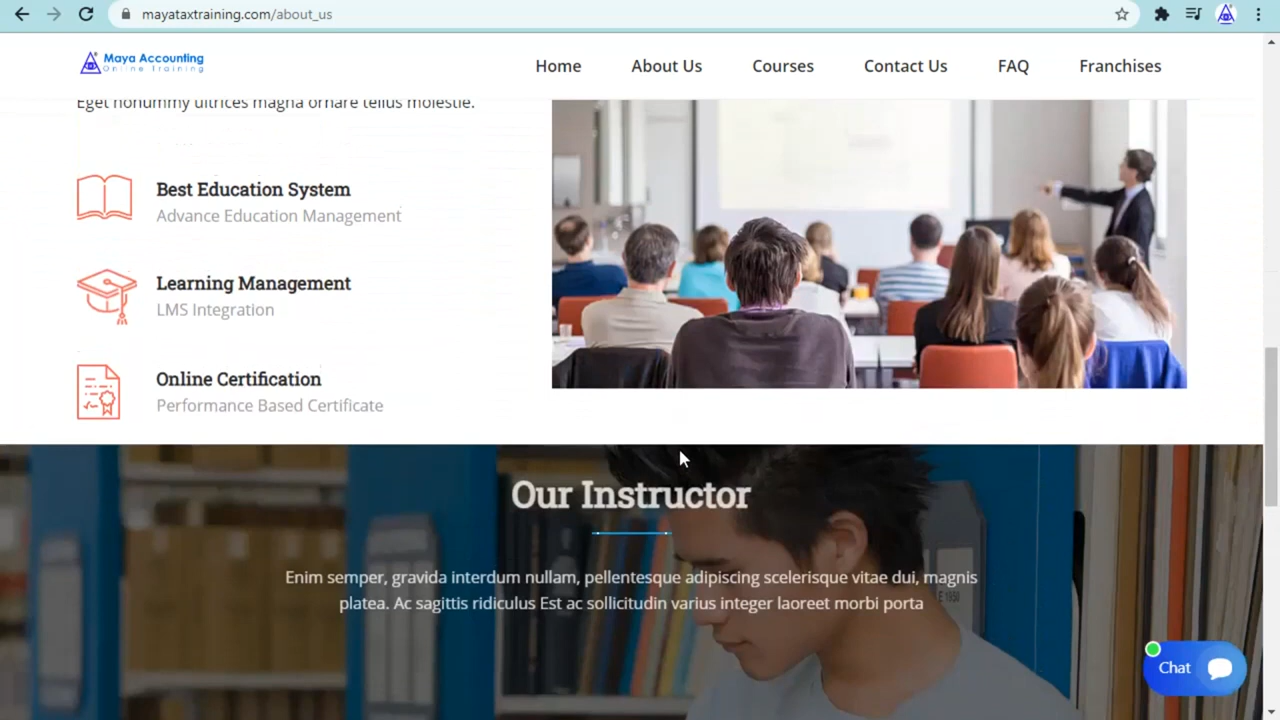 mayataxtraining.com/about_us
Maya Accounting
Online Training
Home
About Us
Courses
Contact Us
FAQ
Franchises
Eget nonummy ultrices magna ornare tellus molestie.
Best Education System
Advance Education Management
Learning Management
LMS Integration
Online Certification
Performance Based Certificate
Our Instructor
Enim semper, gravida interdum nullam, pellentesque adipiscing scelerisque vitae dui, magnis
platea. Ac sagittis ridiculus Est ac sollicitudin varius integer laoreet morbi porta
E 1950
Chat